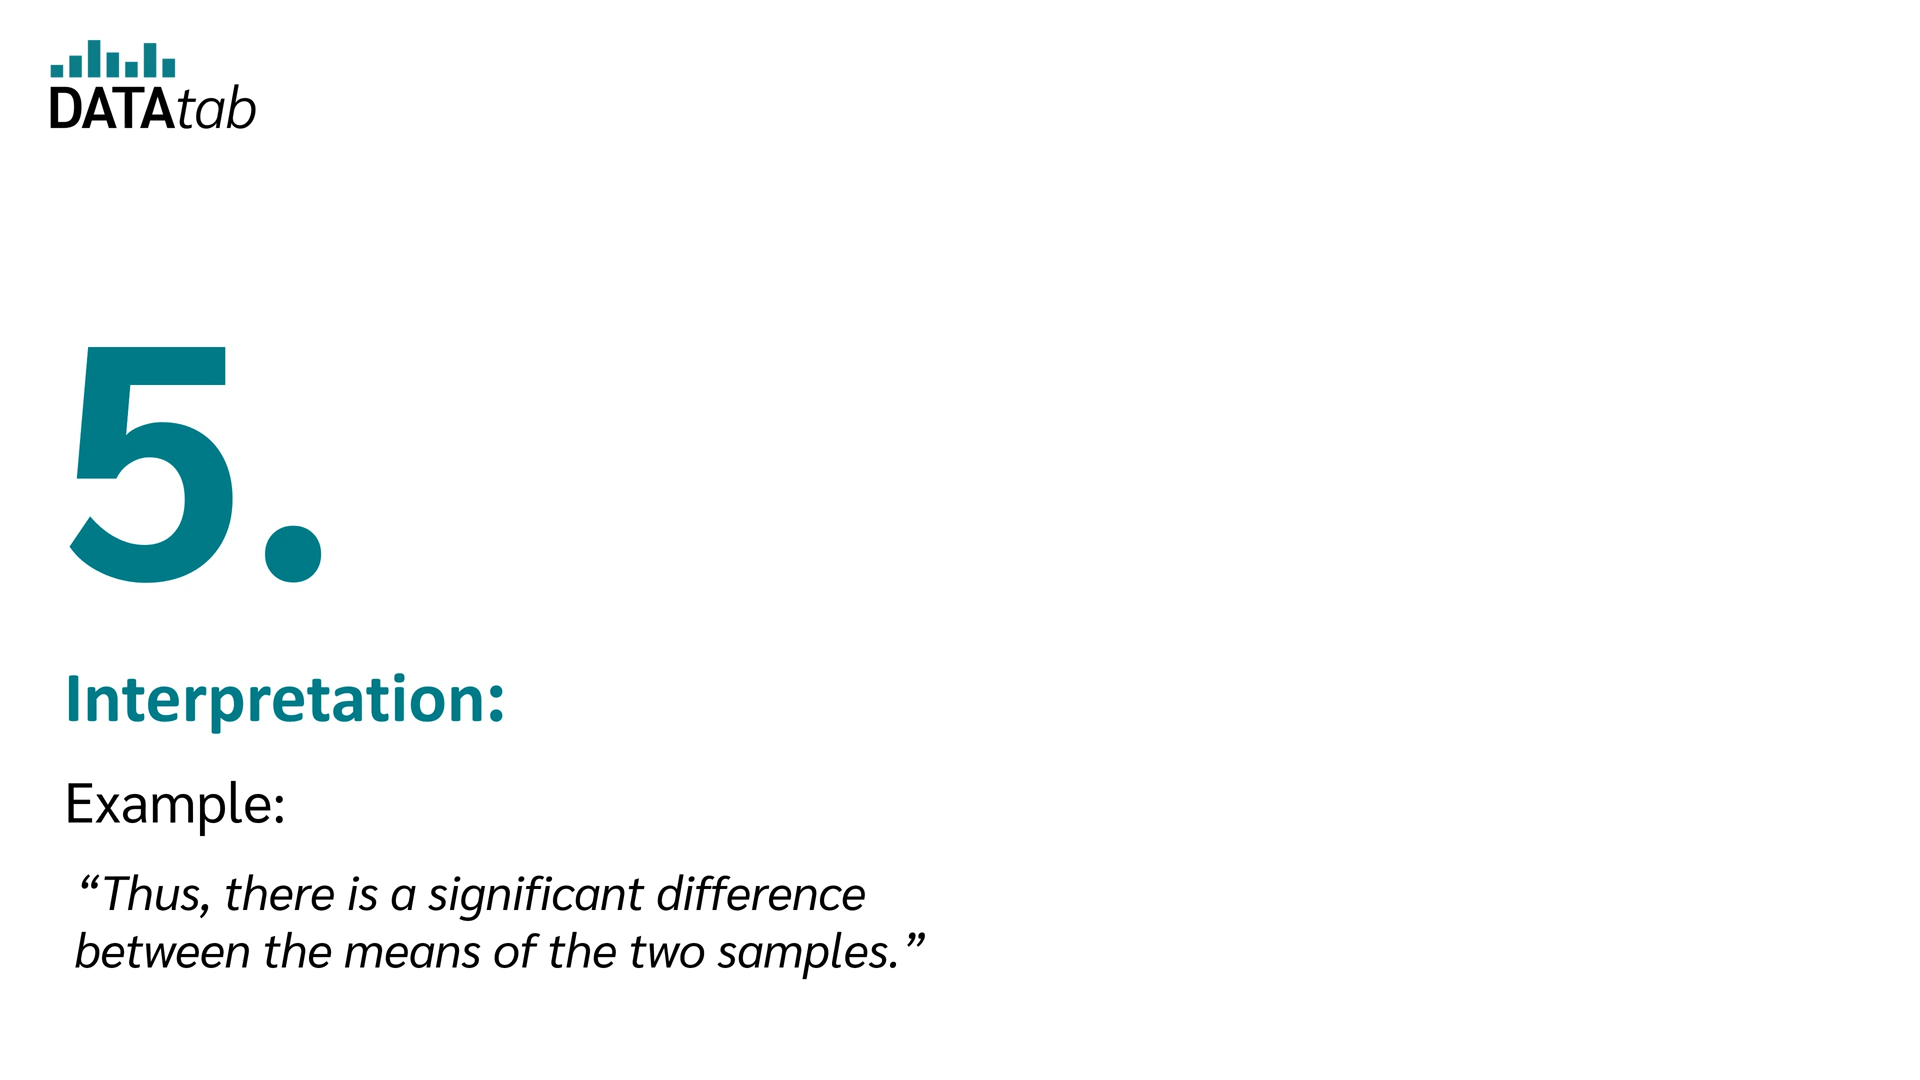 DATAtab
5.
Interpretation:
Example:
“Thus, there is a significant difference
between the means of the two samples.”